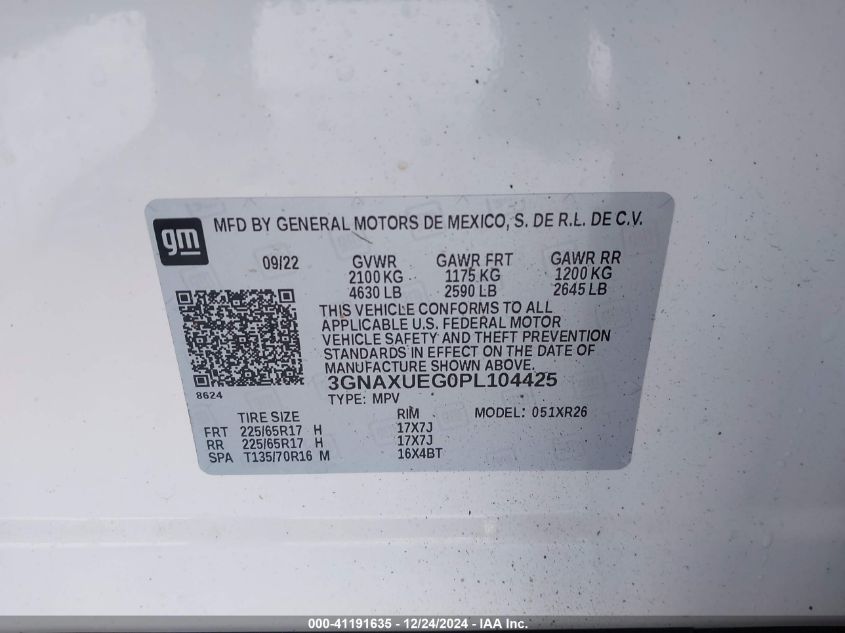 gm
MFD BY GENERAL MOTORS DE MEXICO, S. DE R.L. DE C.V.
09/22 GVWR GAWR FRT GAWR RR
2100 KG 1175 KG 1200 KG
4630 LB 2590 LB 2645 LB
THIS VEHICLE CONFORMS TO ALL
APPLICABLE U.S. FEDERAL MOTOR
VEHICLE SAFETY AND THEFT PREVENTION
STANDARDS IN EFFECT ON THE DATE OF
MANUFACTURE SHOWN ABOVE.
3GNAXUEG0PL104425
8624
TYPE: MPV
TIRE SIZE RIM MODEL: 051XR26
FRT 225/65R17 H 17X7J
RR 225/65R17 H 17X7J
SPA T135/70R16 M 16X4BT
000-41191635 - 12/24/2024 - IAA Inc.